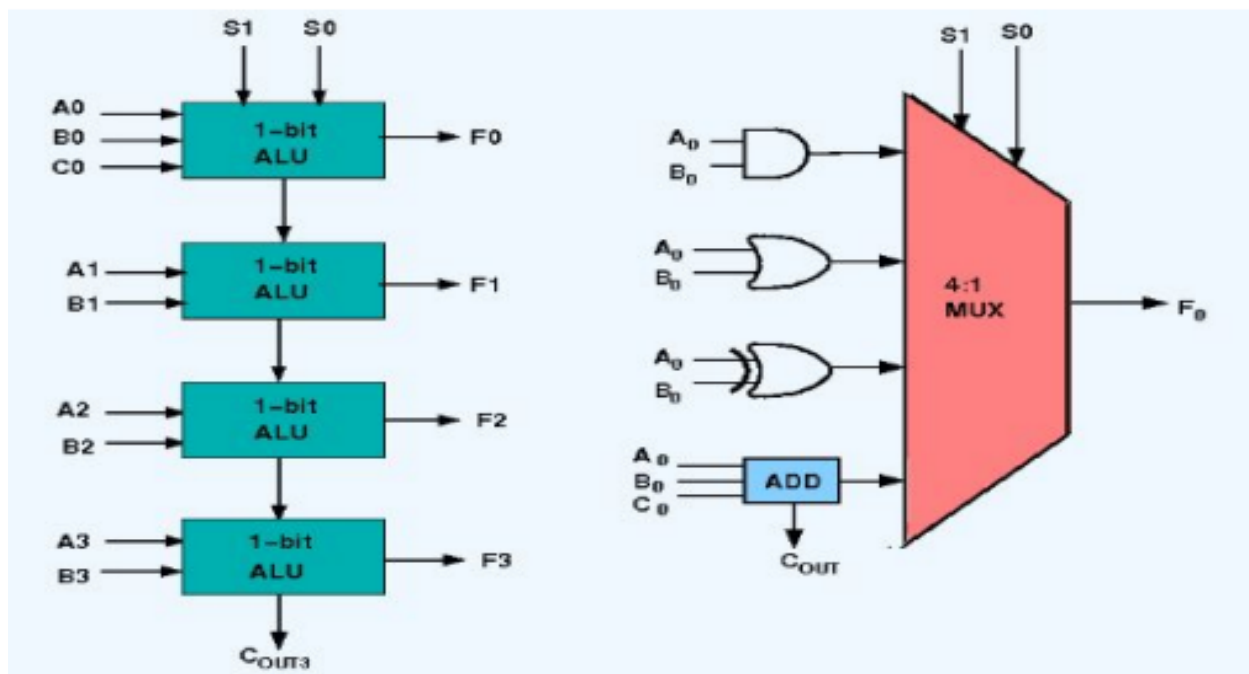 S1 S0
A0
B0
C0
1-bit
ALU
F0
A1
B1
1-bit
ALU
F1
A2
B2
1-bit
ALU
F2
A3
B3
1-bit
ALU
F3
COUT3
S1 S0
A0
B0
A0
B0
A0
B0
A0
B0
C0
ADD
COUT
4:1
MUX
F0